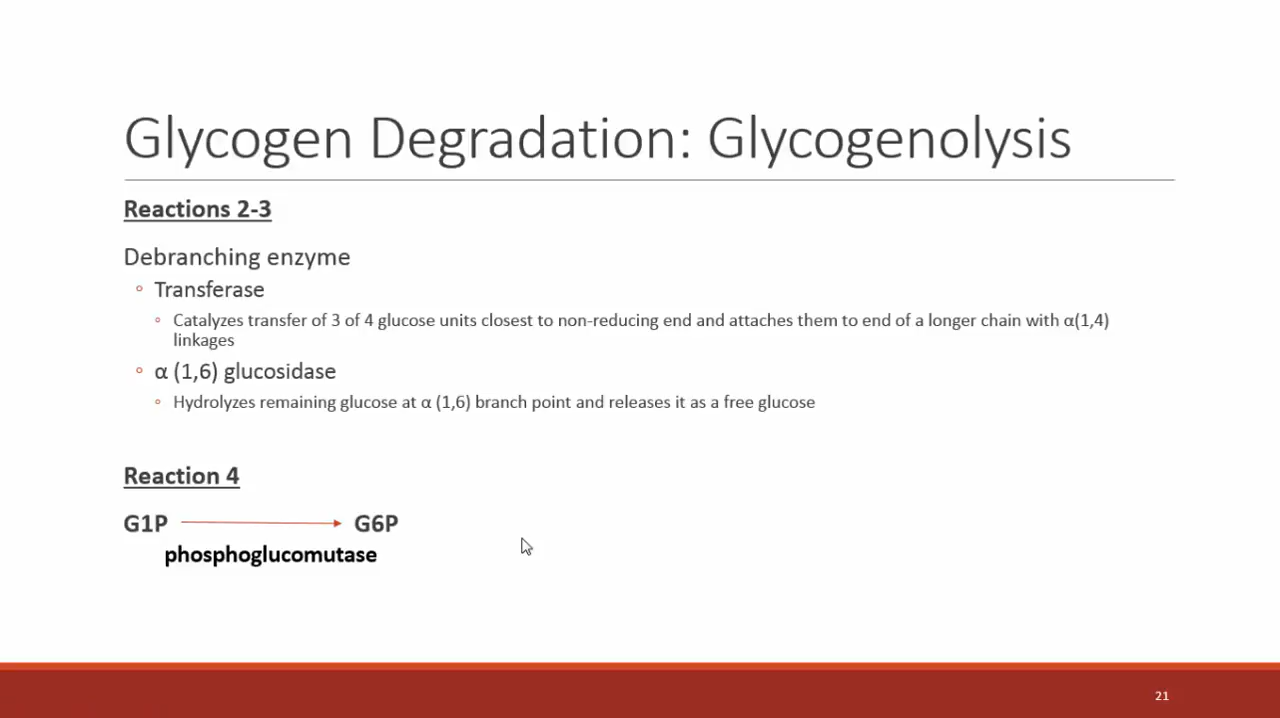 Glycogen Degradation: Glycogenolysis
Reactions 2-3
Debranching enzyme
Transferase
Catalyzes transfer of 3 of 4 glucose units closest to non-reducing end and attaches them to end of a longer chain with α(1,4)
linkages
α (1,6) glucosidase
Hydrolyzes remaining glucose at α (1,6) branch point and releases it as a free glucose
Reaction 4
G1P G6P
phosphoglucomutase
21